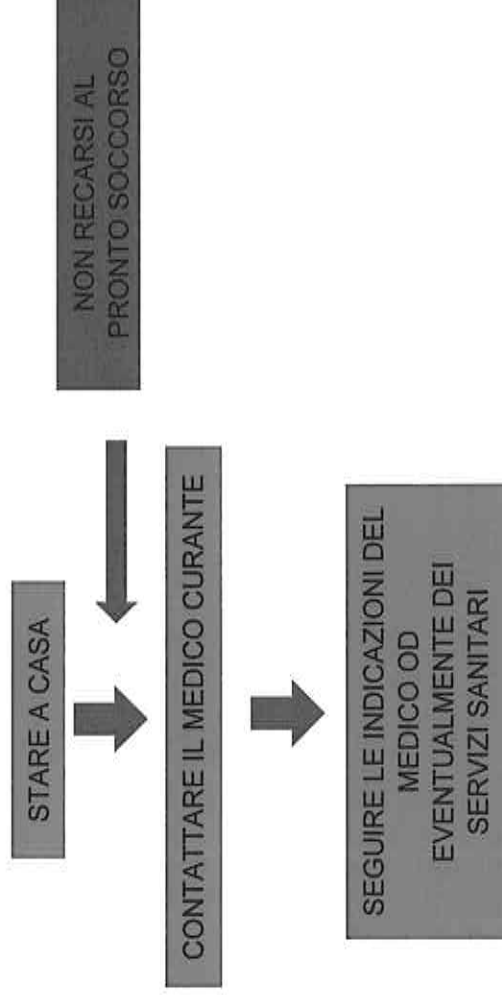 STARE A CASA
NON RECARSI AL
PRONTO SOCCORSO
CONTATTARE IL MEDICO CURANTE
SEGUIRE LE INDICAZIONI DEL
MEDICO OD
EVENTUALMENTE DEI
SERVIZI SANITARI